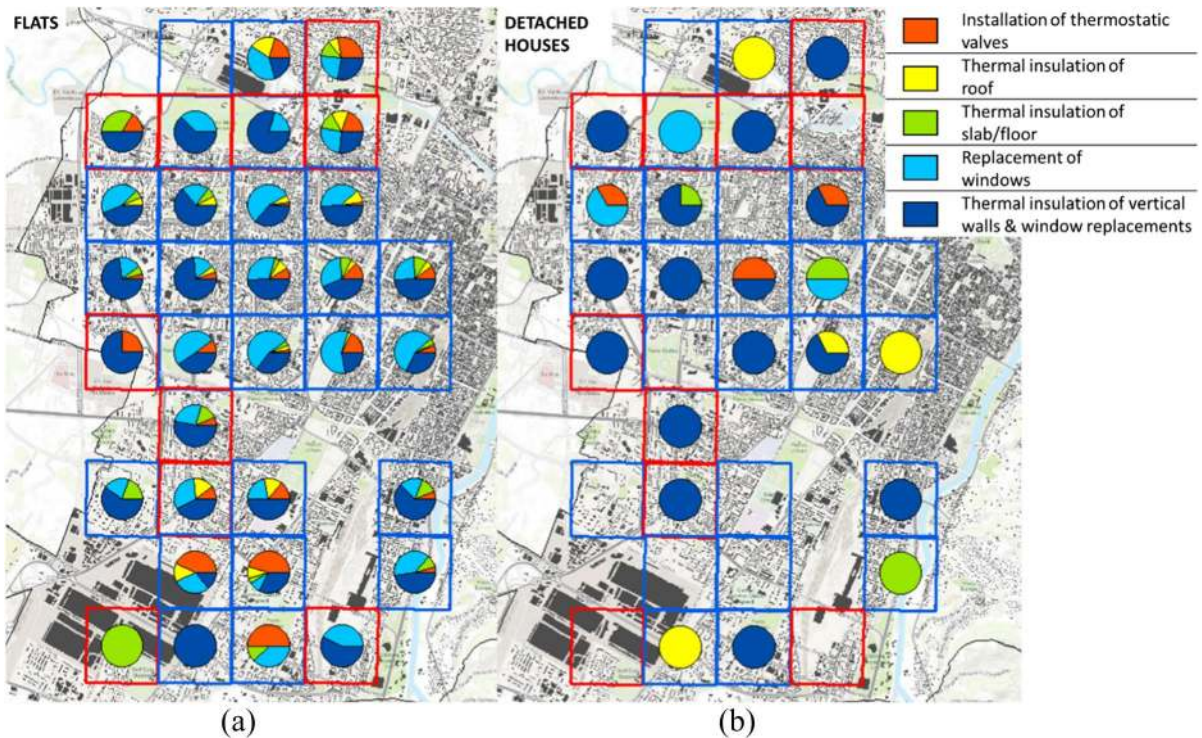 FLATS
DETACHED
HOUSES
Installation of thermostatic
valves
Thermal insulation of
roof
Thermal insulation of
slab/floor
Replacement of
windows
Thermal insulation of vertical
walls & window replacements
(a)
(b)